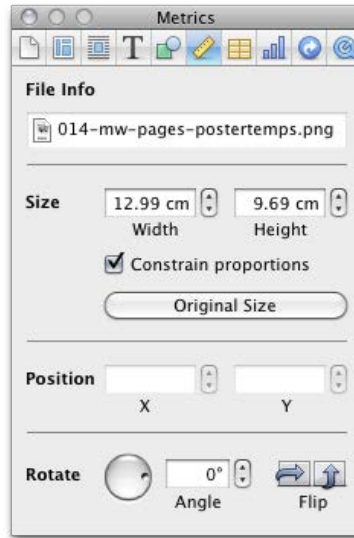 Metrics
T
File Info
014-mw-pages-postertemps.png
Size 12.99 cm 9.69 cm
Width Height
Constrain proportions
Original Size
Position
X Y
Rotate 0°
Angle Flip